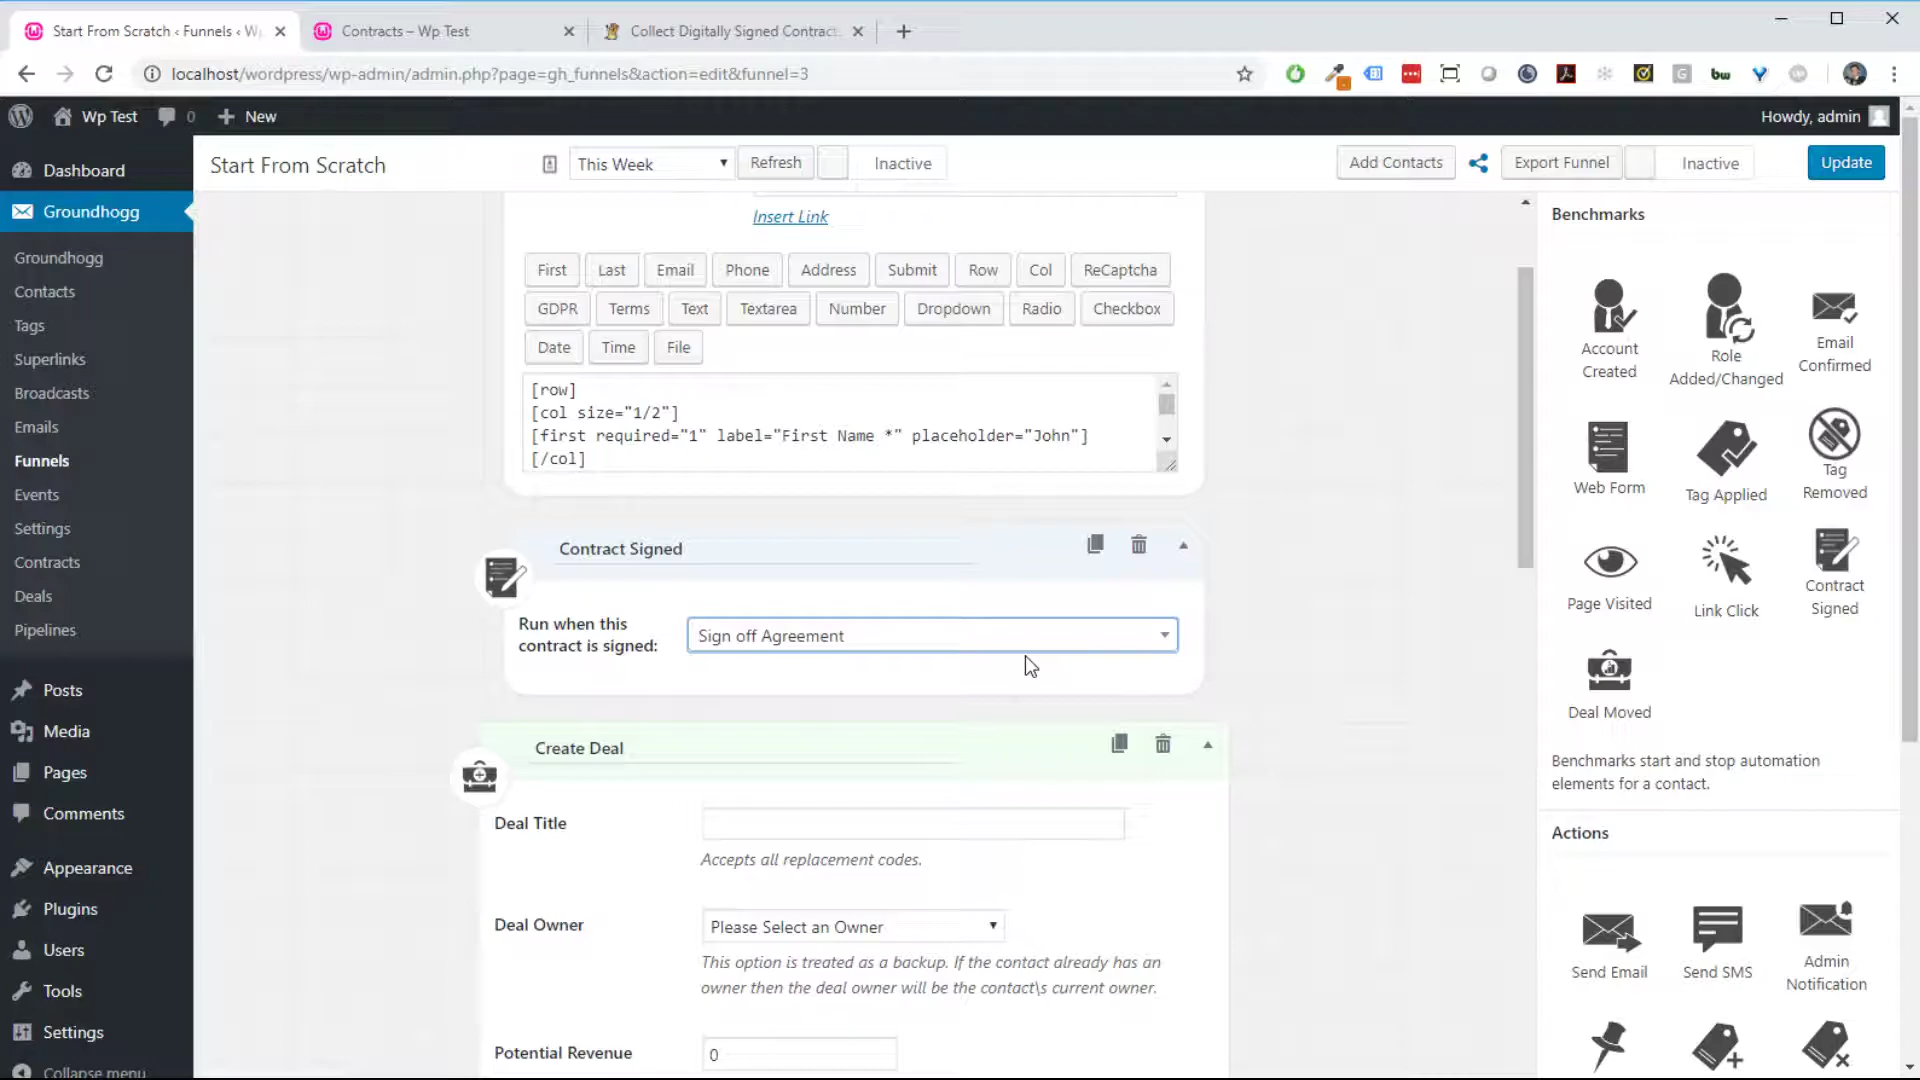 Start From Scratch ‹ Funnels ‹ W
Contracts – Wp Test
Collect Digitally Signed Contract
localhost/wordpress/wp-admin/admin.php?page=gh_funnels&action=edit&funnel=3
bw
Wp Test
0
New
Howdy, admin
Start From Scratch
This Week
Refresh
Inactive
Add Contacts
Export Funnel
Inactive
Update
Dashboard
Groundhogg
Groundhogg
Contacts
Tags
Superlinks
Broadcasts
Emails
Funnels
Events
Settings
Contracts
Deals
Pipelines
Posts
Media
Pages
Comments
Appearance
Plugins
Users
Tools
Settings
Collapse menu
Insert Link
First
Last
Email
Phone
Address
Submit
Row
Col
ReCaptcha
GDPR
Terms
Text
Textarea
Number
Dropdown
Radio
Checkbox
Date
Time
File
[row]
[col size="1/2"]
[first required="1" label="First Name *" placeholder="John"]
[/col]
Contract Signed
Run when this
contract is signed:
Sign off Agreement
Create Deal
Deal Title
Accepts all replacement codes.
Deal Owner
Please Select an Owner
This option is treated as a backup. If the contact already has an
owner then the deal owner will be the contact\s current owner.
Potential Revenue
0
Benchmarks
Account
Created
Role
Added/Changed
Email
Confirmed
Web Form
Tag Applied
Tag
Removed
Page Visited
Link Click
Contract
Signed
Deal Moved
Benchmarks start and stop automation
elements for a contact.
Actions
Send Email
Send SMS
Admin
Notification